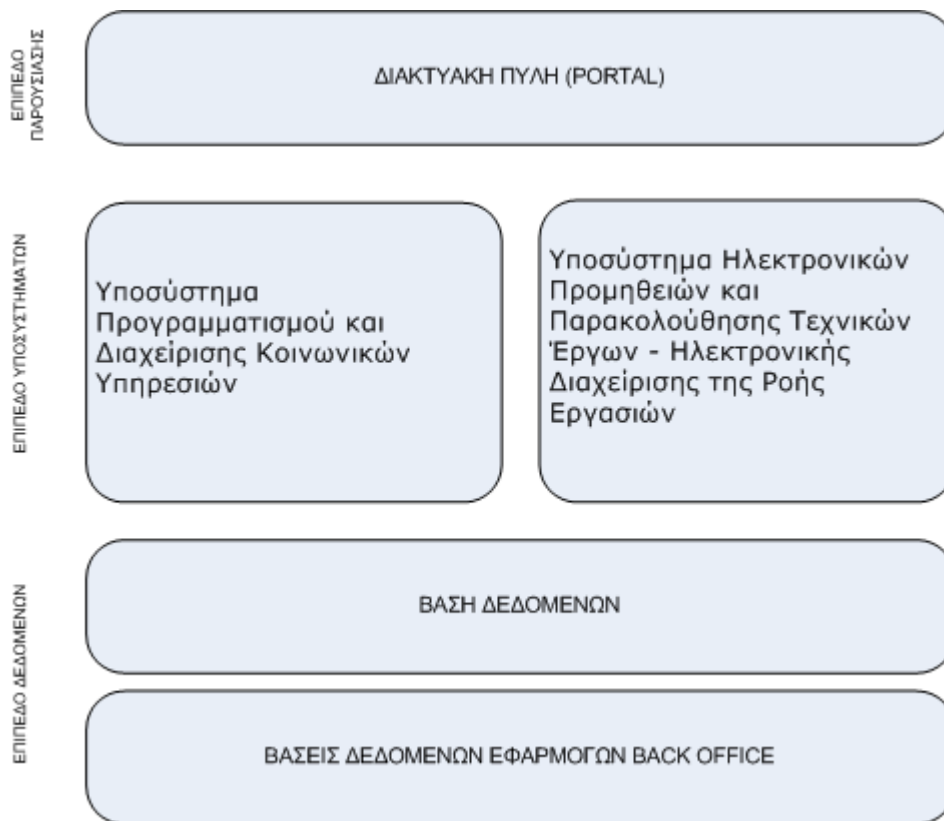 ΕΠΙΠΕΔΟ
ΠΑΡΟΥΣΙΑΣΗΣ
ΔΙΑΚΤΥΑΚΗ ΠΥΛΗ (PORTAL)
ΕΠΙΠΕΔΟ ΥΠΟΣΥΣΤΗΜΑΤΩΝ
Υποσύστημα
Προγραμματισμού και
Διαχείρισης Κοινωνικών
Υπηρεσιών
Υποσύστημα Ηλεκτρονικών
Προμηθειών και
Παρακολούθησης Τεχνικών
Έργων - Ηλεκτρονικής
Διαχείρισης της Ροής
Εργασιών
ΕΠΙΠΕΔΟ ΔΕΔΟΜΕΝΩΝ
ΒΑΣΗ ΔΕΔΟΜΕΝΩΝ
ΒΑΣΕΙΣ ΔΕΔΟΜΕΝΩΝ ΕΦΑΡΜΟΓΩΝ BACK OFFICE